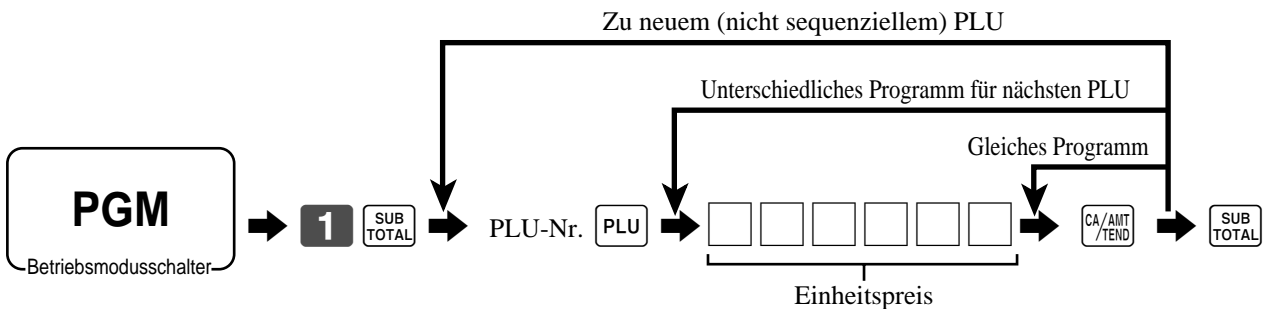 Zu neuem (nicht sequenziellem) PLU
Unterschiedliches Programm für nächsten PLU
Gleiches Programm
PGM
Betriebsmodusschalter
1 SUB TOTAL PLU-Nr. PLU CA/AMT TEND SUB TOTAL
Einheitspreis